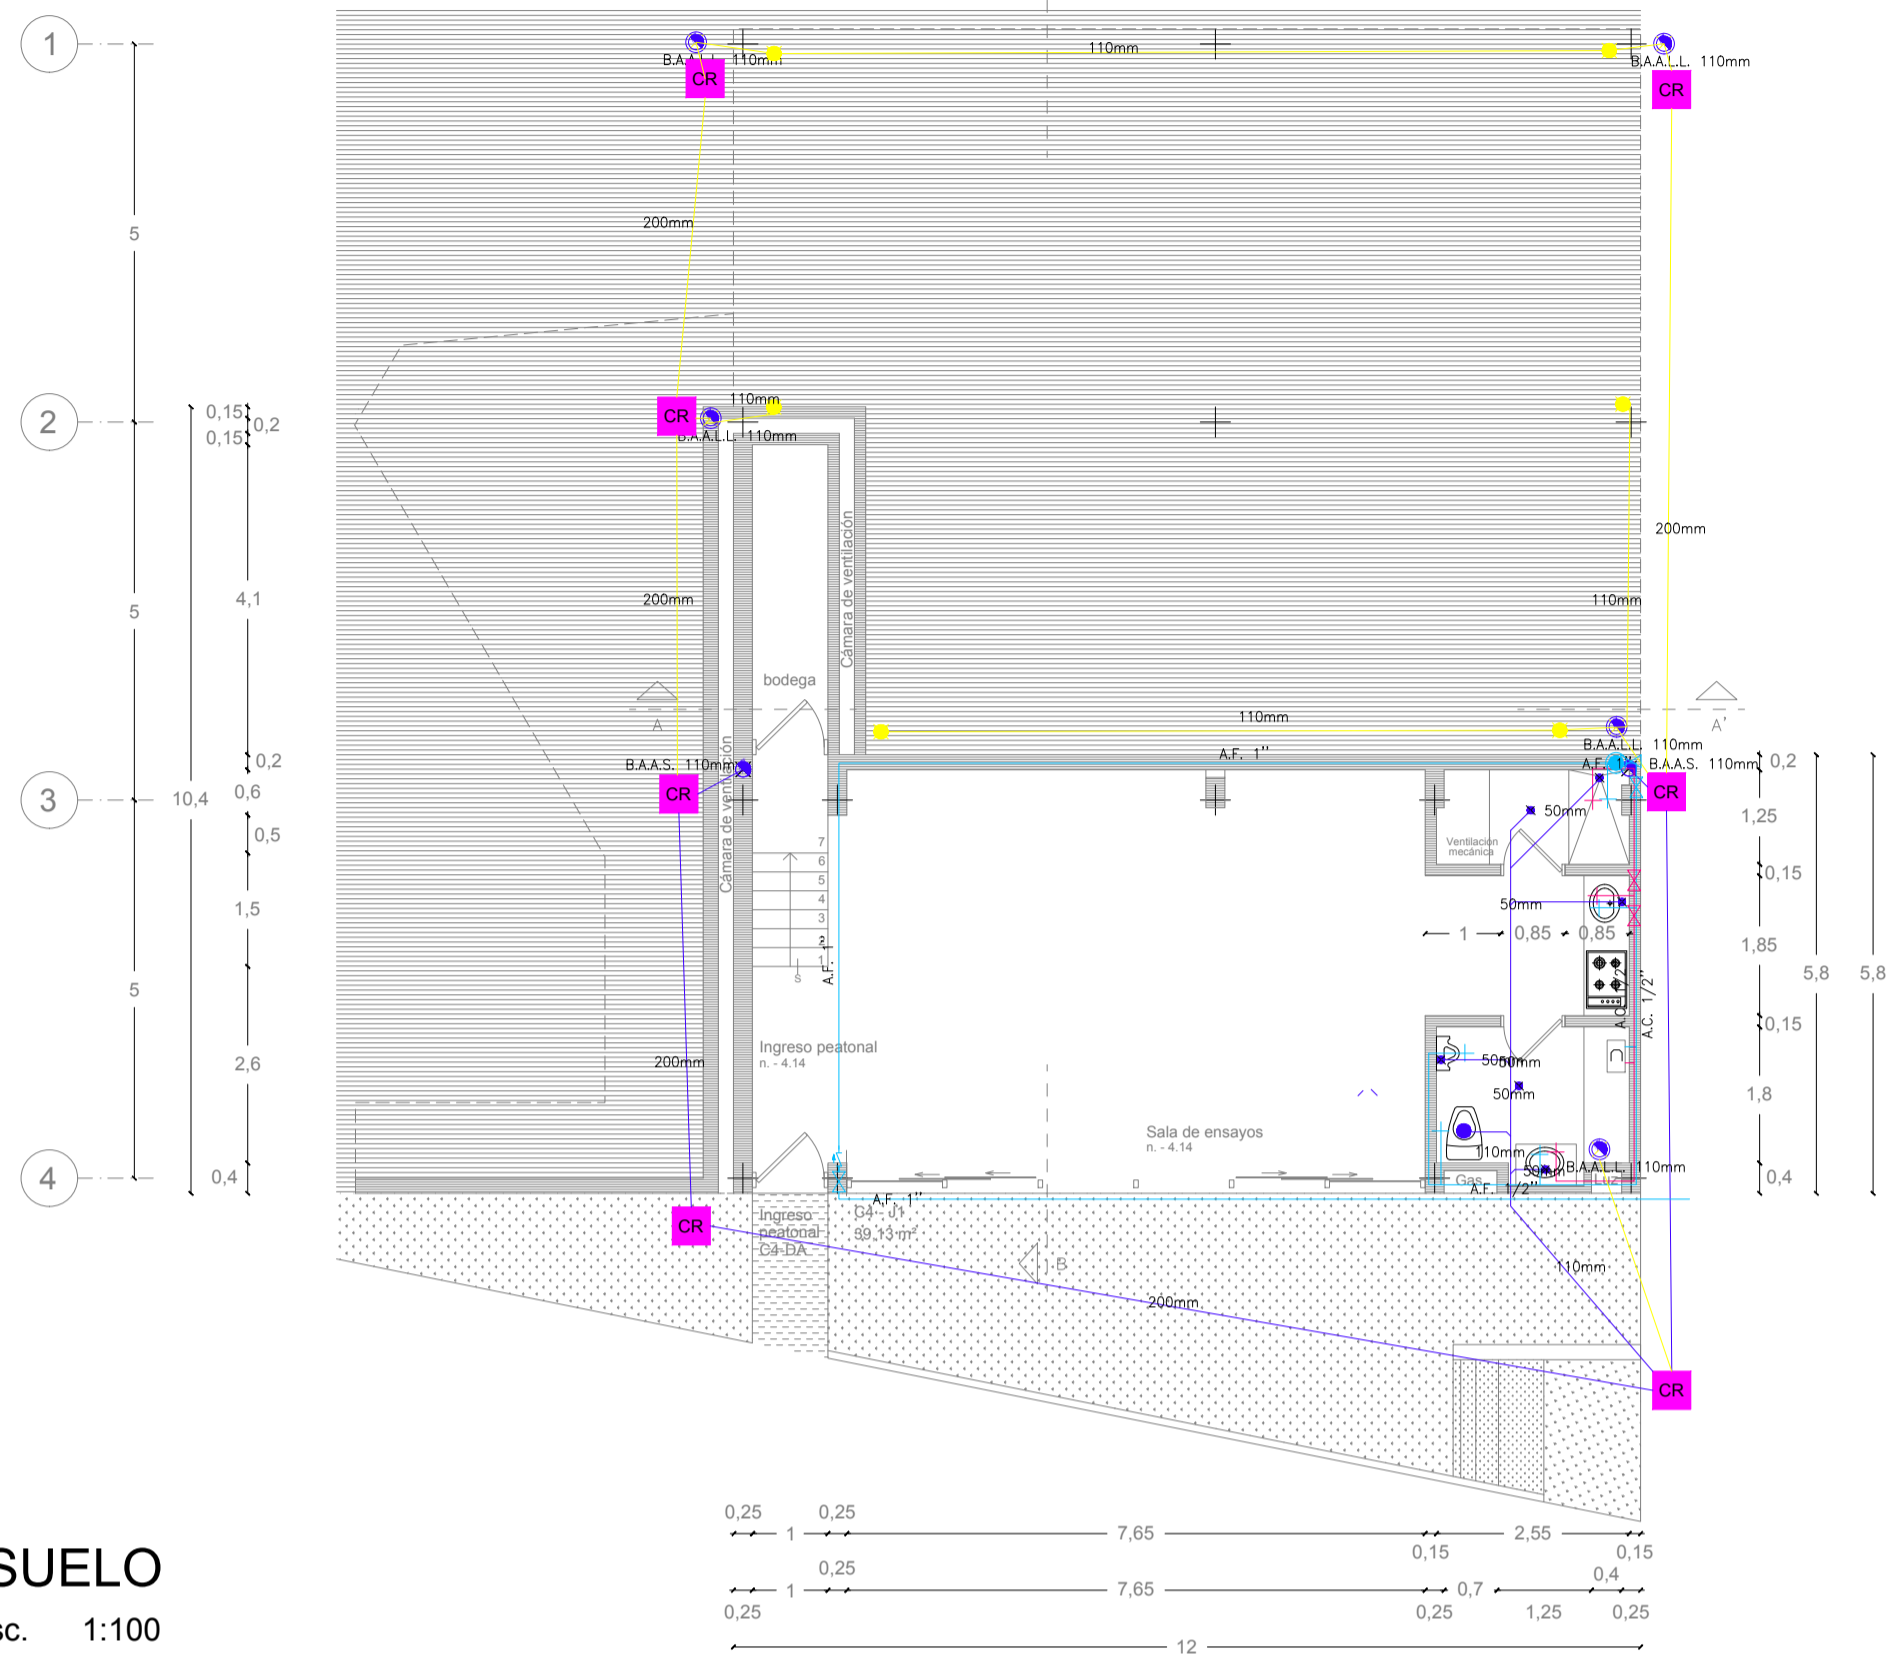 1
B.A.A.L.L. 110mm
110mm
B.A.A.L.L. 110mm
CR
CR
200mm
5
2
0,15
0,2
0,15
110mm
CR
B.A.A.L.L. 110mm
200mm
5
4,1
200mm
110mm
Cámara de ventilación
bodega
A
A'
110mm
B.A.A.L.L. 110mm
A.F. 1''
B.A.A.S. 110mm
A.F. 1''
B.A.A.S. 110mm
0,2
0,2
3
10,4
0,6
CR
CR
Cámara de ventilación
50mm
1,25
0,5
7
6
5
4
3
2
1
s
Ventilación
mecánica
0,15
1,5
50mm
1
0,85
0,85
1,85
A.F. 1''
5
5,8
5,8
A.C. 1/2''
A.C. 1/2''
0,15
Ingreso peatonal
n. - 4.14
200mm
2,6
50mm
50mm
50mm
1,8
Sala de ensayos
n. - 4.14
110mm
50mm
B.A.A.L.L. 110mm
4
0,4
0,4
Gas
Luz
A.F. 1/2''
A.F. 1''
CR
Ingreso
peatonal
C4-DA
C4 - J1
39,13 m²
B
110mm
200mm
CR
0,25
0,25
1
7,65
2,55
0,15
0,15
0,25
0,4
1
7,65
0,7
0,25
0,25
1,25
0,25
12
SUELO
sc. 1:100